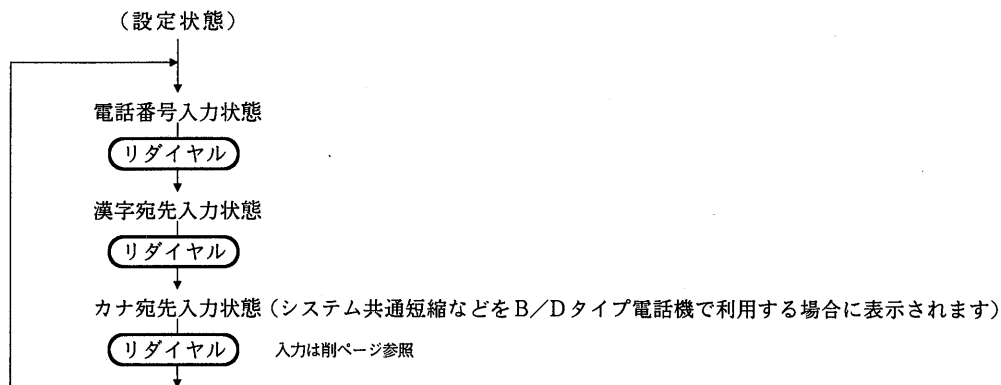 （設定状態）
電話番号入力状態
リダイヤル
漢字宛先入力状態
リダイヤル
カナ宛先入力状態（システム共通短縮などをB／Dタイプ電話機で利用する場合に表示されます）
リダイヤル
入力は削ページ参照